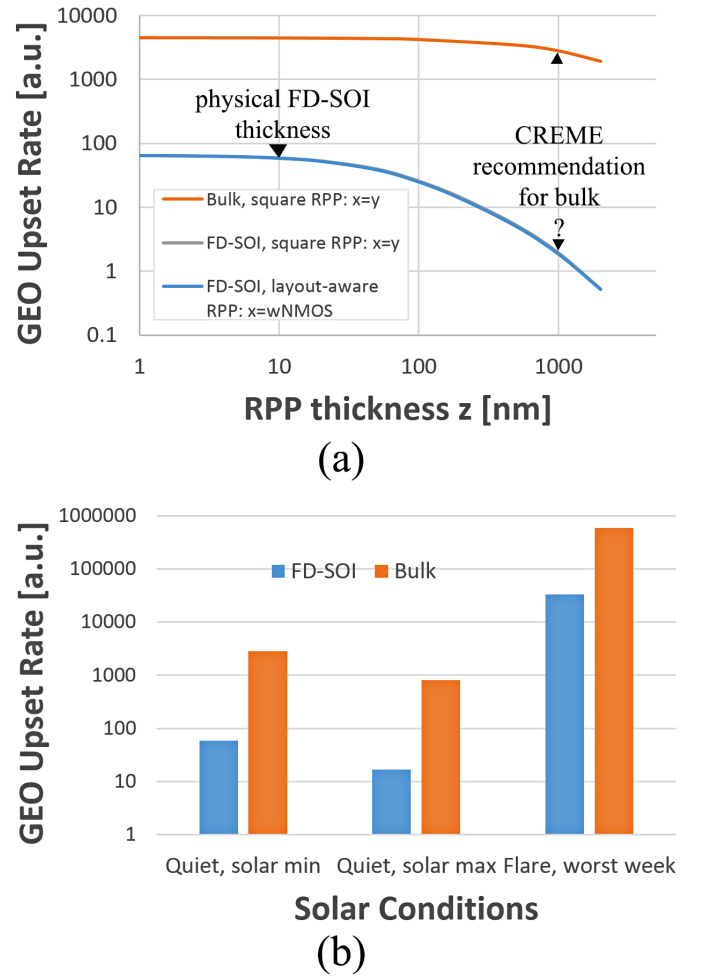 10000
1000
100
10
1
0.1
GEO Upset Rate [a.u.]
physical FD-SOI
thickness
CREME
recommendation
for bulk
?
Bulk, square RPP: x=y
FD-SOI, square RPP: x=y
FD-SOI, layout-aware
RPP: x=wNMOS
1 10 100 1000
RPP thickness z [nm]
(a)
1000000
100000
10000
1000
100
10
1
GEO Upset Rate [a.u.]
FD-SOI Bulk
Quiet, solar min Quiet, solar max Flare, worst week
Solar Conditions
(b)